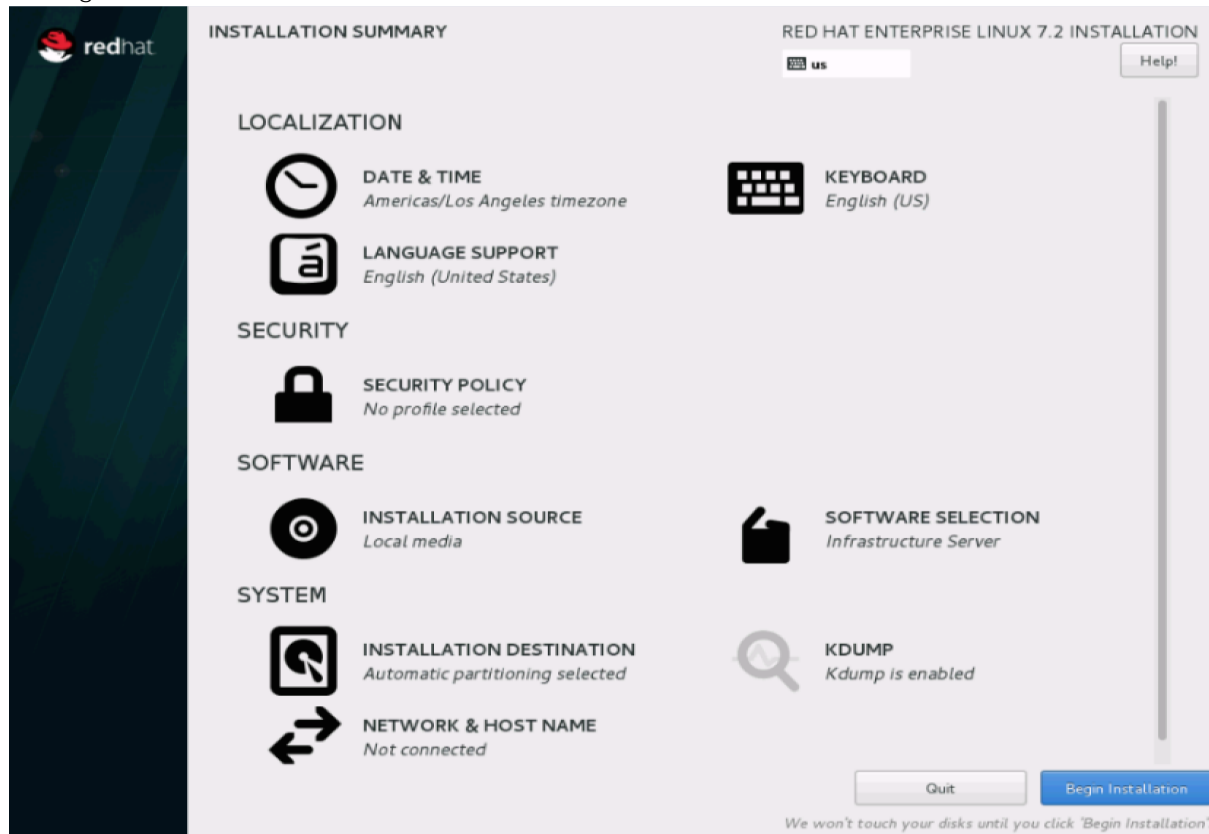 redhat
INSTALLATION SUMMARY
RED HAT ENTERPRISE LINUX 7.2 INSTALLATION
us
Help!
LOCALIZATION
DATE & TIME
Americas/Los Angeles timezone
KEYBOARD
English (US)
á
LANGUAGE SUPPORT
English (United States)
SECURITY
SECURITY POLICY
No profile selected
SOFTWARE
INSTALLATION SOURCE
Local media
SOFTWARE SELECTION
Infrastructure Server
SYSTEM
INSTALLATION DESTINATION
Automatic partitioning selected
KDUMP
Kdump is enabled
NETWORK & HOST NAME
Not connected
Quit
Begin Installation
We won't touch your disks until you click 'Begin Installation'